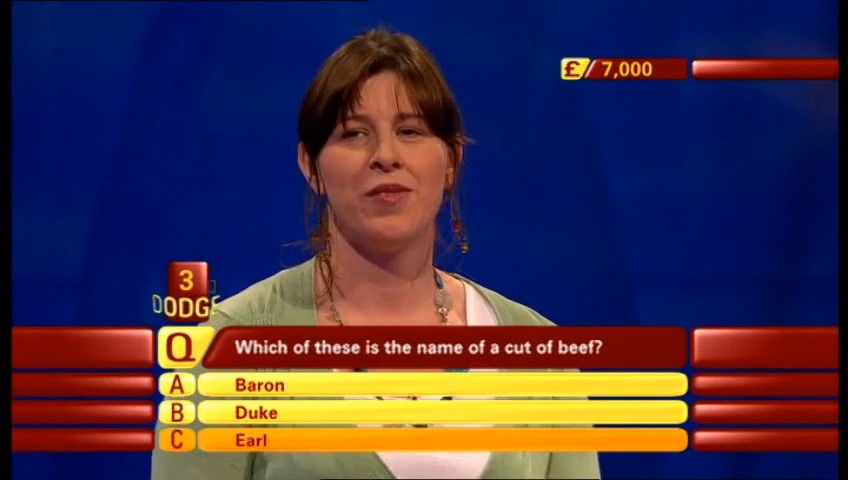 £ 7,000
3
DODGE
Q Which of these is the name of a cut of beef?
A Baron
B Duke
C Earl